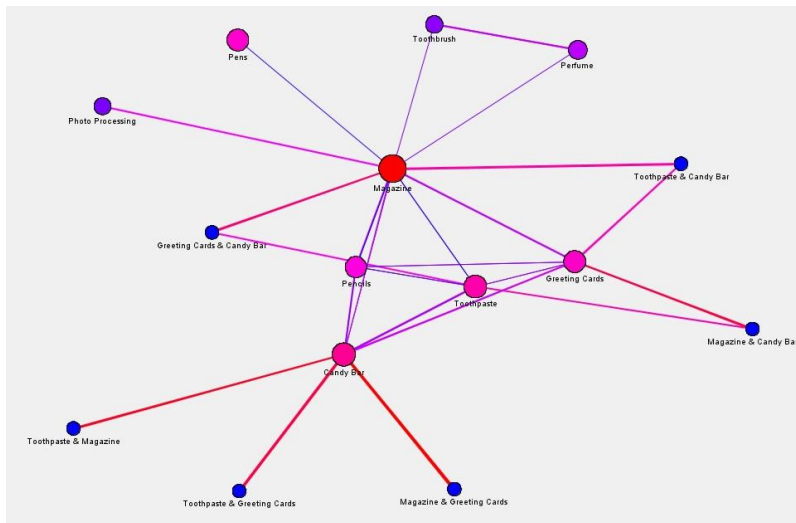 Toothbrush
Pens
Perfume
Photo Processing
Toothpaste & Candy Bar
Magazine
Greeting Cards & Candy Bar
Greeting Cards
Pencils
Toothpaste
Magazine & Candy Ba
Candy Bar
Toothpaste & Magazine
Toothpaste & Greeting Cards
Magazine & Greeting Cards